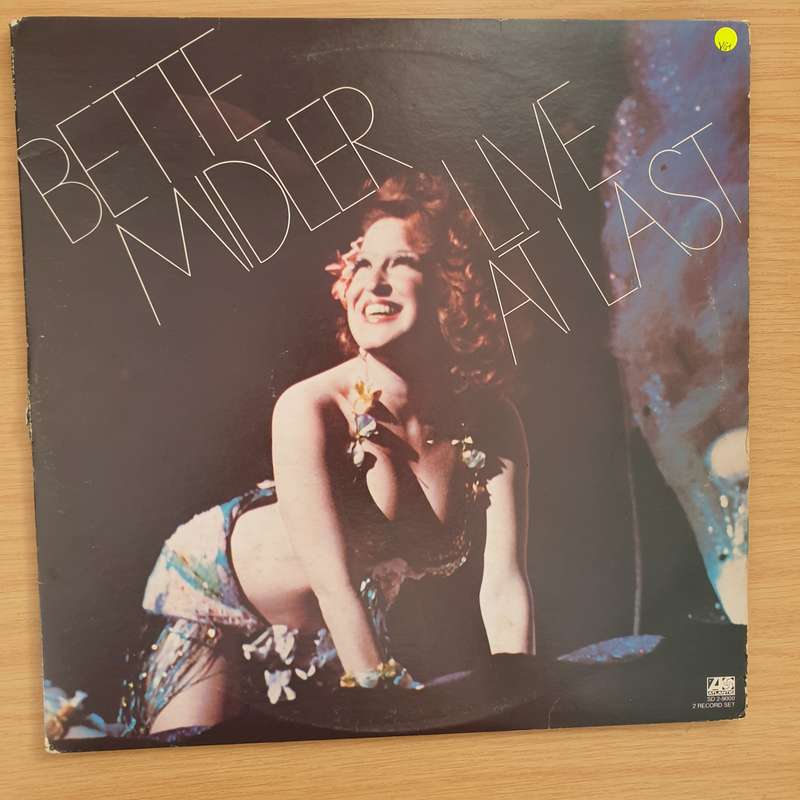 BETTE
MIDLER
LIVE
AT LAST
ATLANTIC
SD 2-9000
2 RECORD SET